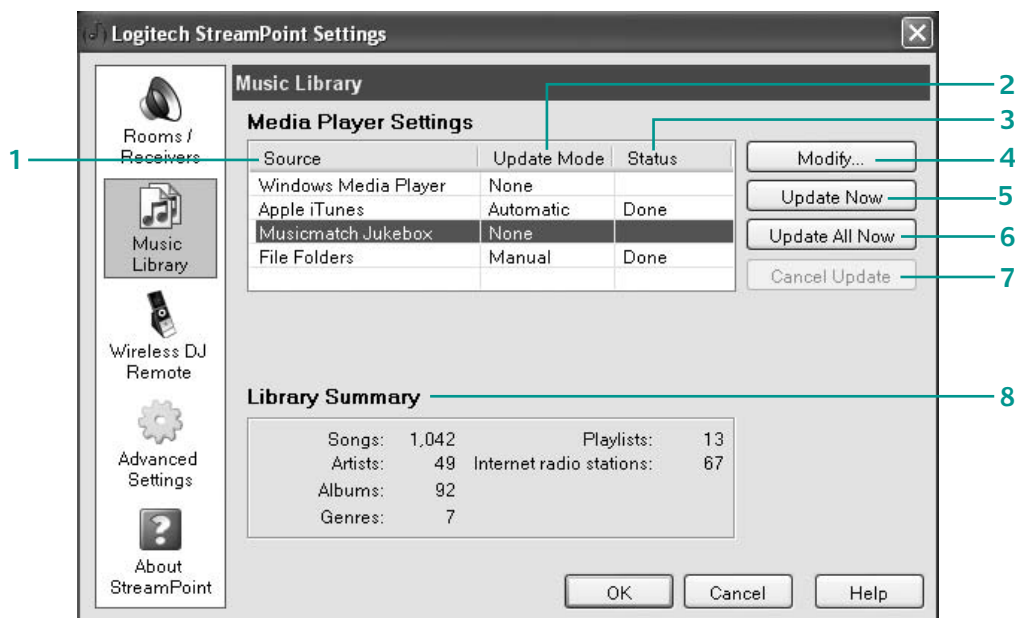 Logitech StreamPoint Settings
Rooms / Receivers
Music Library
Wireless DJ Remote
Advanced Settings
About StreamPoint
Music Library
Media Player Settings
Source Update Mode Status
Windows Media Player None
Apple iTunes Automatic Done
Musicmatch Jukebox None
File Folders Manual Done
Modify...
Update Now
Update All Now
Cancel Update
Library Summary
Songs: 1,042 Playlists: 13
Artists: 49 Internet radio stations: 67
Albums: 92
Genres: 7
OK Cancel Help
1
2
3
4
5
6
7
8